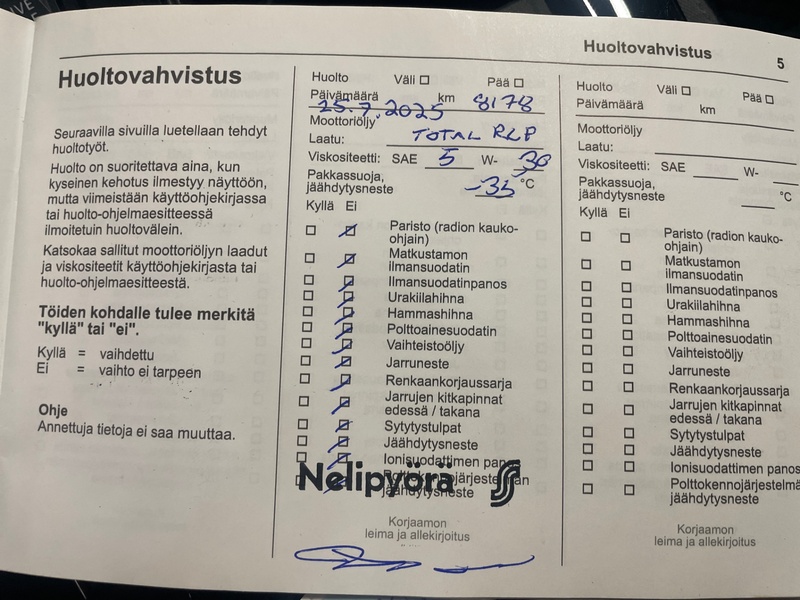 Huoltovahvistus
5
Huoltovahvistus
Seuraavilla sivuilla luetellaan tehdyt
huoltotyöt.
Huolto on suoritettava aina, kun
kyseinen kehotus ilmestyy näyttöön,
mutta viimeistään käyttöohjekirjassa
tai huolto-ohjelmaesitteessä
ilmoitetuin huoltovälein.
Katsokaa sallitut moottoriöljyn laadut
ja viskositeetit käyttöohjekirjasta tai
huolto-ohjelmaesitteestä.
Töiden kohdalle tulee merkitä
"kyllä" tai "ei".
Kyllä = vaihdettu
Ei = vaihto ei tarpeen
Ohje
Annettuja tietoja ei saa muuttaa.
Huolto Väli Pää
Päivämäärä km 8178
25.7.2025
Moottoriöljy
Laatu: TOTAL RLP
Viskositeetti: SAE 5 W- 30
Pakkassuoja,
jäähdytysneste -35 °C
Kyllä Ei
Paristo (radion kauko-
ohjain)
Matkustamon
ilmansuodatin
Ilmansuodatinpanos
Urakiilahihna
Hammashihna
Polttoainesuodatin
Vaihteistoöljy
Jarruneste
Renkaankorjaussarja
Jarrujen kitkapinnat
edessä / takana
Sytytystulpat
Jäähdytysneste
Ionisuodattimen panos
Polttokennojärjestelmän
jäähdytysneste
Nelipyörä
Korjaamon
leima ja allekirjoitus
Huolto Väli Pää
Päivämäärä km
Moottoriöljy
Laatu:
Viskositeetti: SAE W-
Pakkassuoja,
jäähdytysneste °C
Kyllä Ei
Paristo (radion kauko-
ohjain)
Matkustamon
ilmansuodatin
Ilmansuodatinpanos
Urakiilahihna
Hammashihna
Polttoainesuodatin
Vaihteistoöljy
Jarruneste
Renkaankorjaussarja
Jarrujen kitkapinnat
edessä / takana
Sytytystulpat
Jäähdytysneste
Ionisuodattimen panos
Polttokennojärjestelmä
jäähdytysneste
Korjaamon
leima ja allekirjoitus